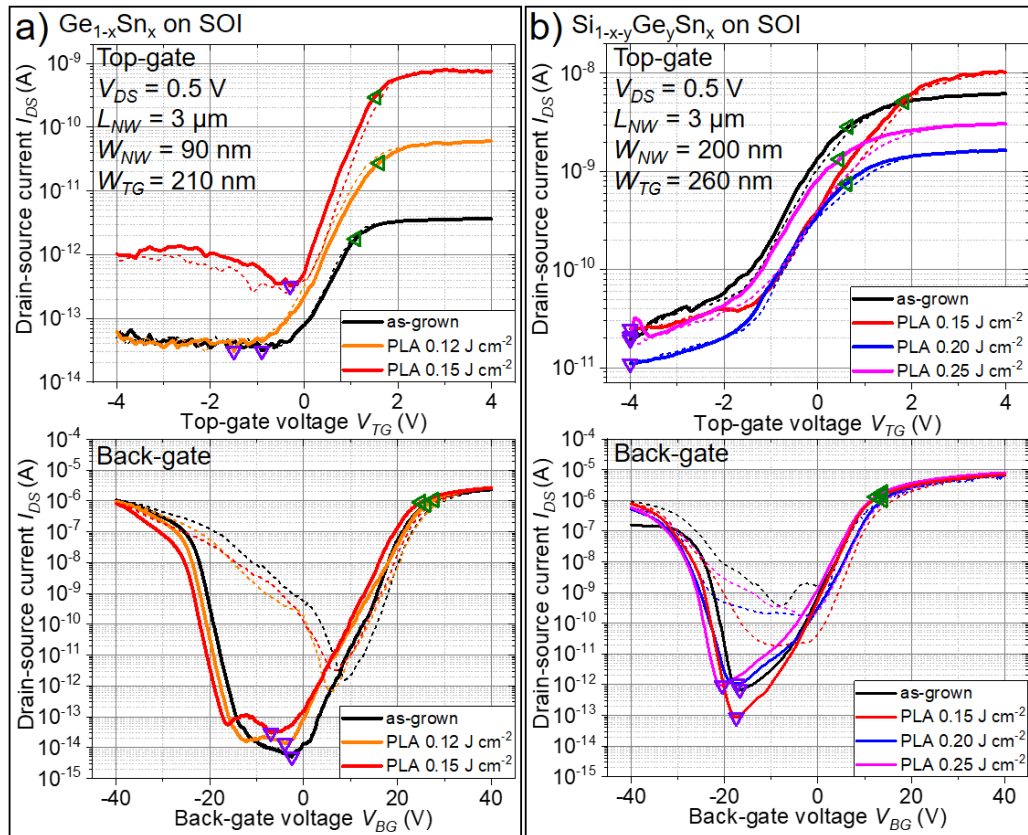 a) Ge1-xSnx on SOI
Top-gate
VDS = 0.5 V
LNW = 3 µm
WNW = 90 nm
WTG = 210 nm
Drain-source current IDS (A)
10-9
10-10
10-11
10-12
10-13
10-14
as-grown
PLA 0.12 J cm-2
PLA 0.15 J cm-2
-4 -2 0 2 4
Top-gate voltage VTG (V)
Back-gate
Drain-source current IDS (A)
10-4
10-5
10-6
10-7
10-8
10-9
10-10
10-11
10-12
10-13
10-14
10-15
as-grown
PLA 0.12 J cm-2
PLA 0.15 J cm-2
-40 -20 0 20 40
Back-gate voltage VBG (V)
b) Si1-x-yGeySnx on SOI
Top-gate
VDS = 0.5 V
LNW = 3 µm
WNW = 200 nm
WTG = 260 nm
Drain-source current IDS (A)
10-8
10-9
10-10
10-11
as-grown
PLA 0.15 J cm-2
PLA 0.20 J cm-2
PLA 0.25 J cm-2
-4 -2 0 2 4
Top-gate voltage VTG (V)
Back-gate
Drain-source current IDS (A)
10-4
10-5
10-6
10-7
10-8
10-9
10-10
10-11
10-12
10-13
10-14
10-15
as-grown
PLA 0.15 J cm-2
PLA 0.20 J cm-2
PLA 0.25 J cm-2
-40 -20 0 20 40
Back-gate voltage VBG (V)